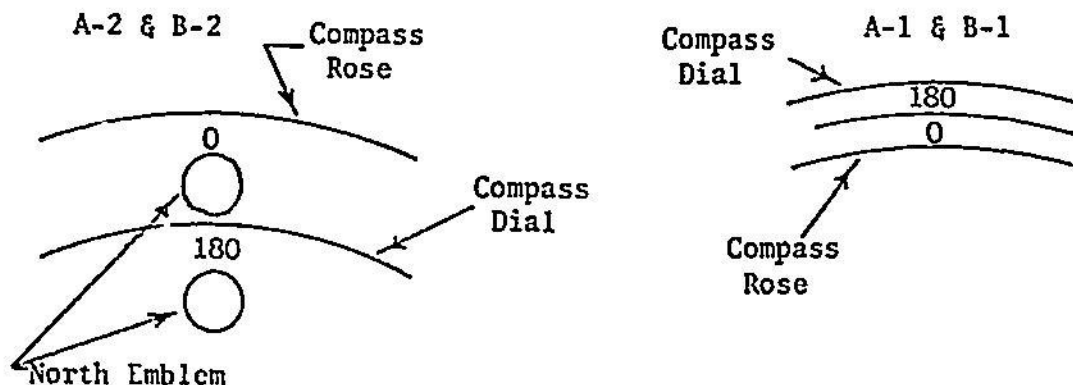 A-2 & B-2
Compass
Rose
0
Compass
Dial
180
North Emblem
A-1 & B-1
Compass
Dial
180
0
Compass
Rose